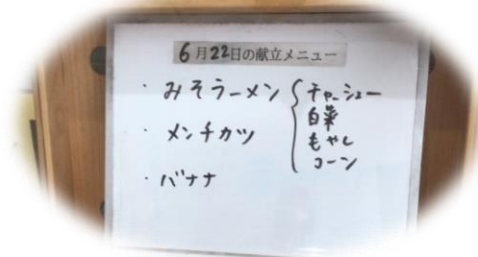 6月22日の献立メニュー
・みそラーメン
チャーシュー
白菜
もやし
コーン
・メンチカツ
・バナナ